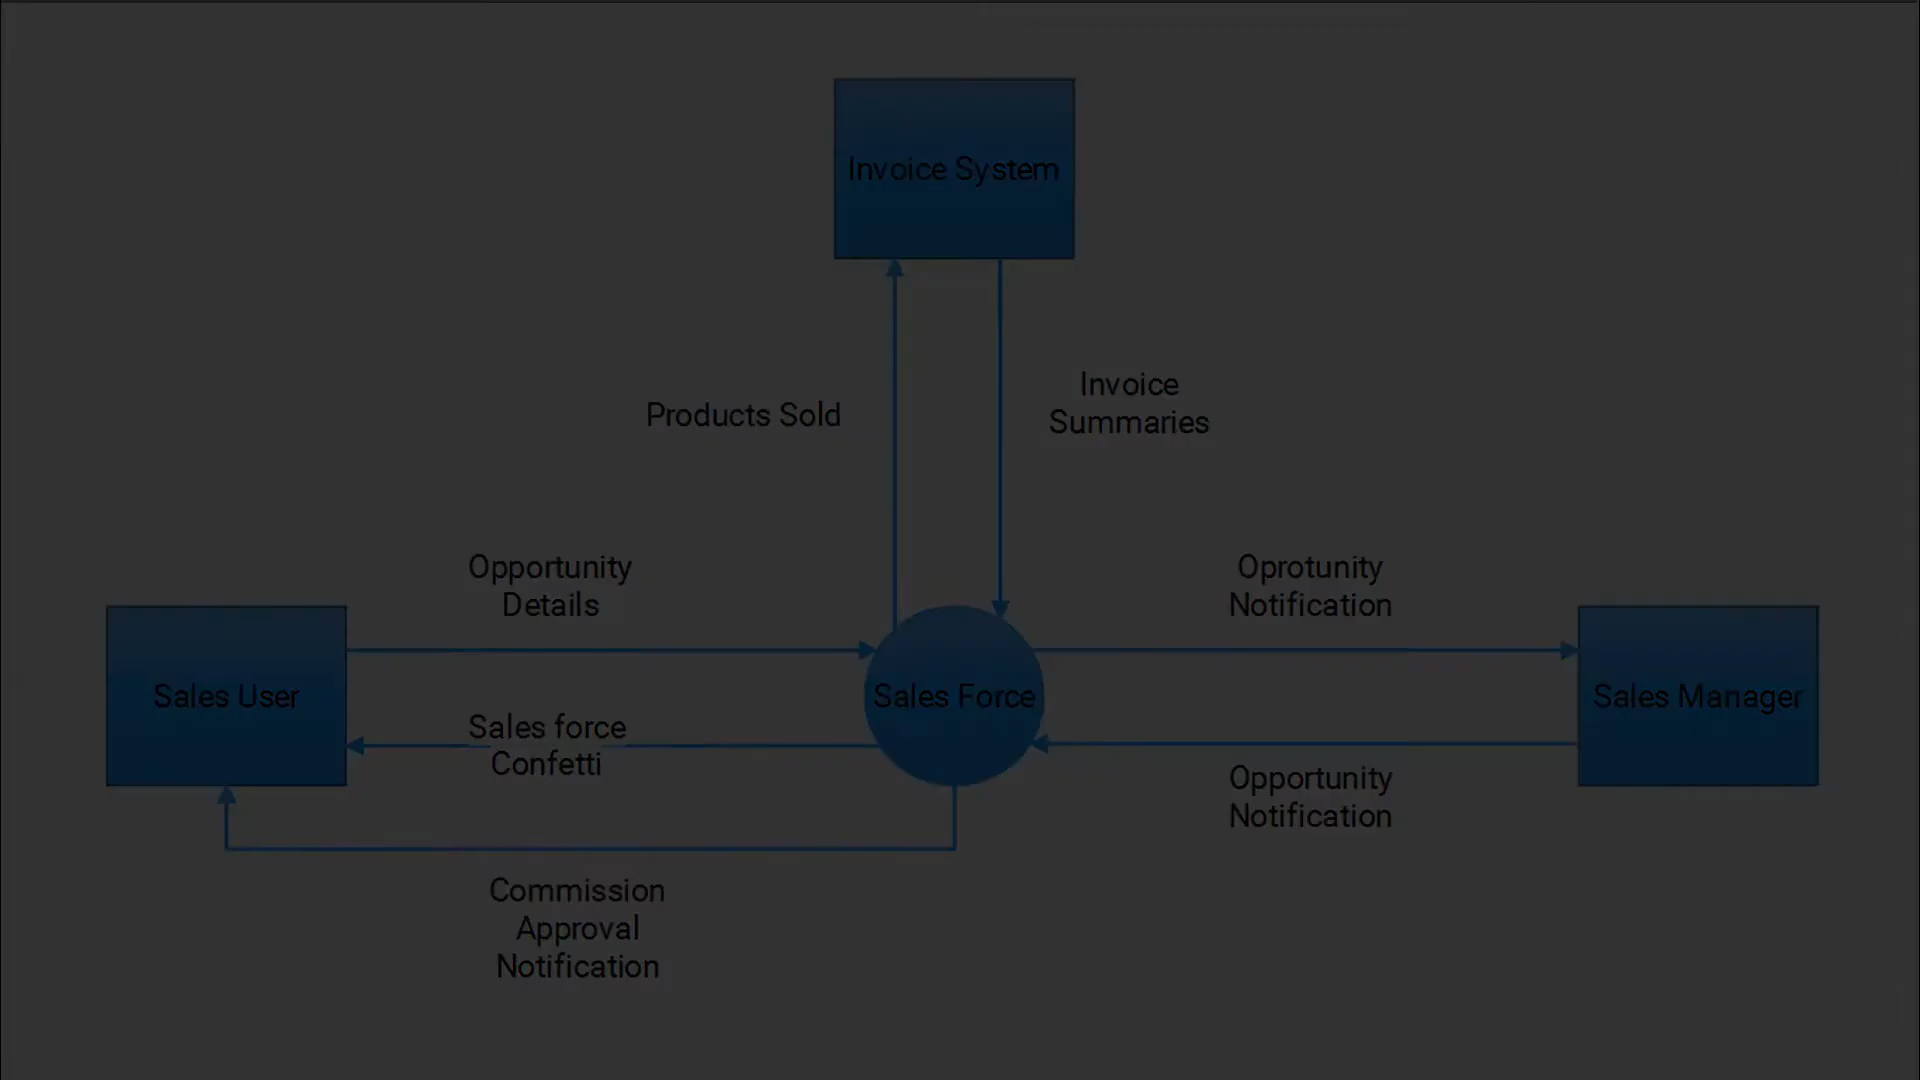 Invoice System
Products Sold
Invoice
Summaries
Opportunity
Details
Oprotunity
Notification
Sales User
Sales Force
Sales Manager
Sales force
Confetti
Opportunity
Notification
Commission
Approval
Notification